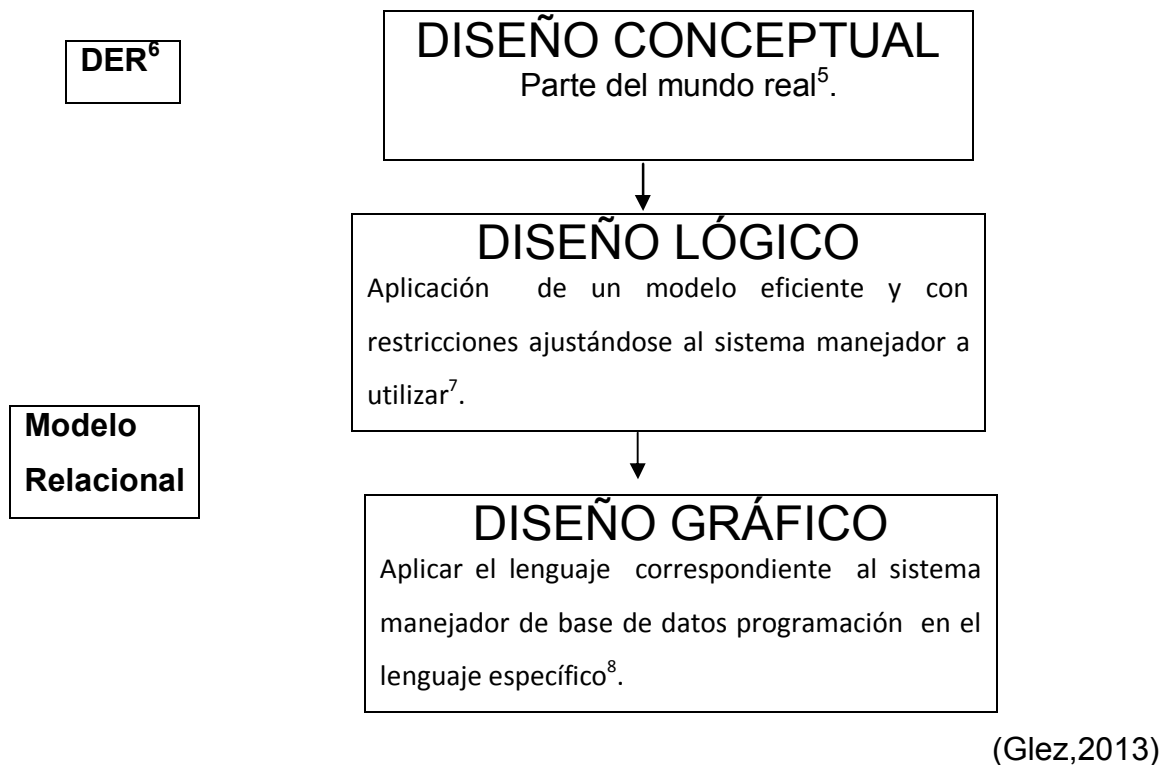 DER⁶
DISEÑO CONCEPTUAL
Parte del mundo real⁵.
DISEÑO LÓGICO
Aplicación de un modelo eficiente y con
restricciones ajustándose al sistema manejador a
utilizar⁷.
Modelo
Relacional
DISEÑO GRÁFICO
Aplicar el lenguaje correspondiente al sistema
manejador de base de datos programación en el
lenguaje específico⁸.
(Glez,2013)